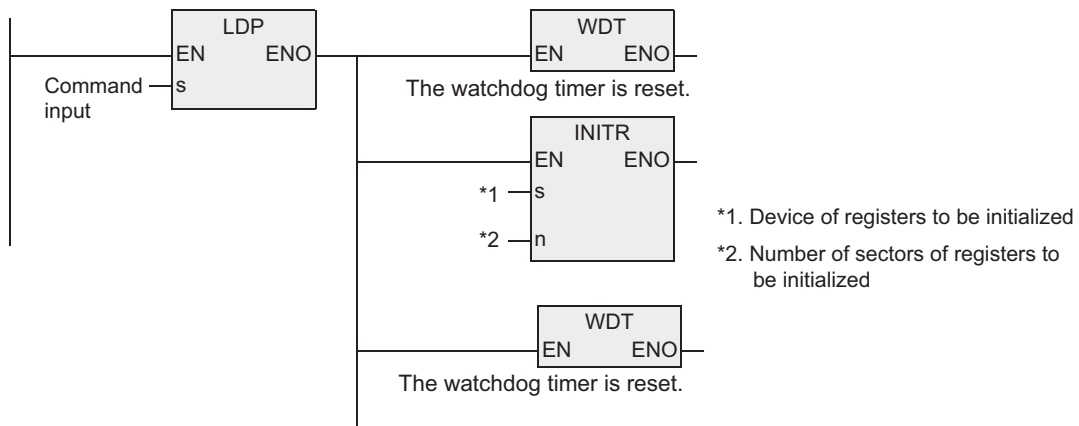 LDP
EN ENO
Command
input
s
WDT
EN ENO
The watchdog timer is reset.
INITR
EN ENO
*1 s
*2 n
*1. Device of registers to be initialized
*2. Number of sectors of registers to
be initialized
WDT
EN ENO
The watchdog timer is reset.